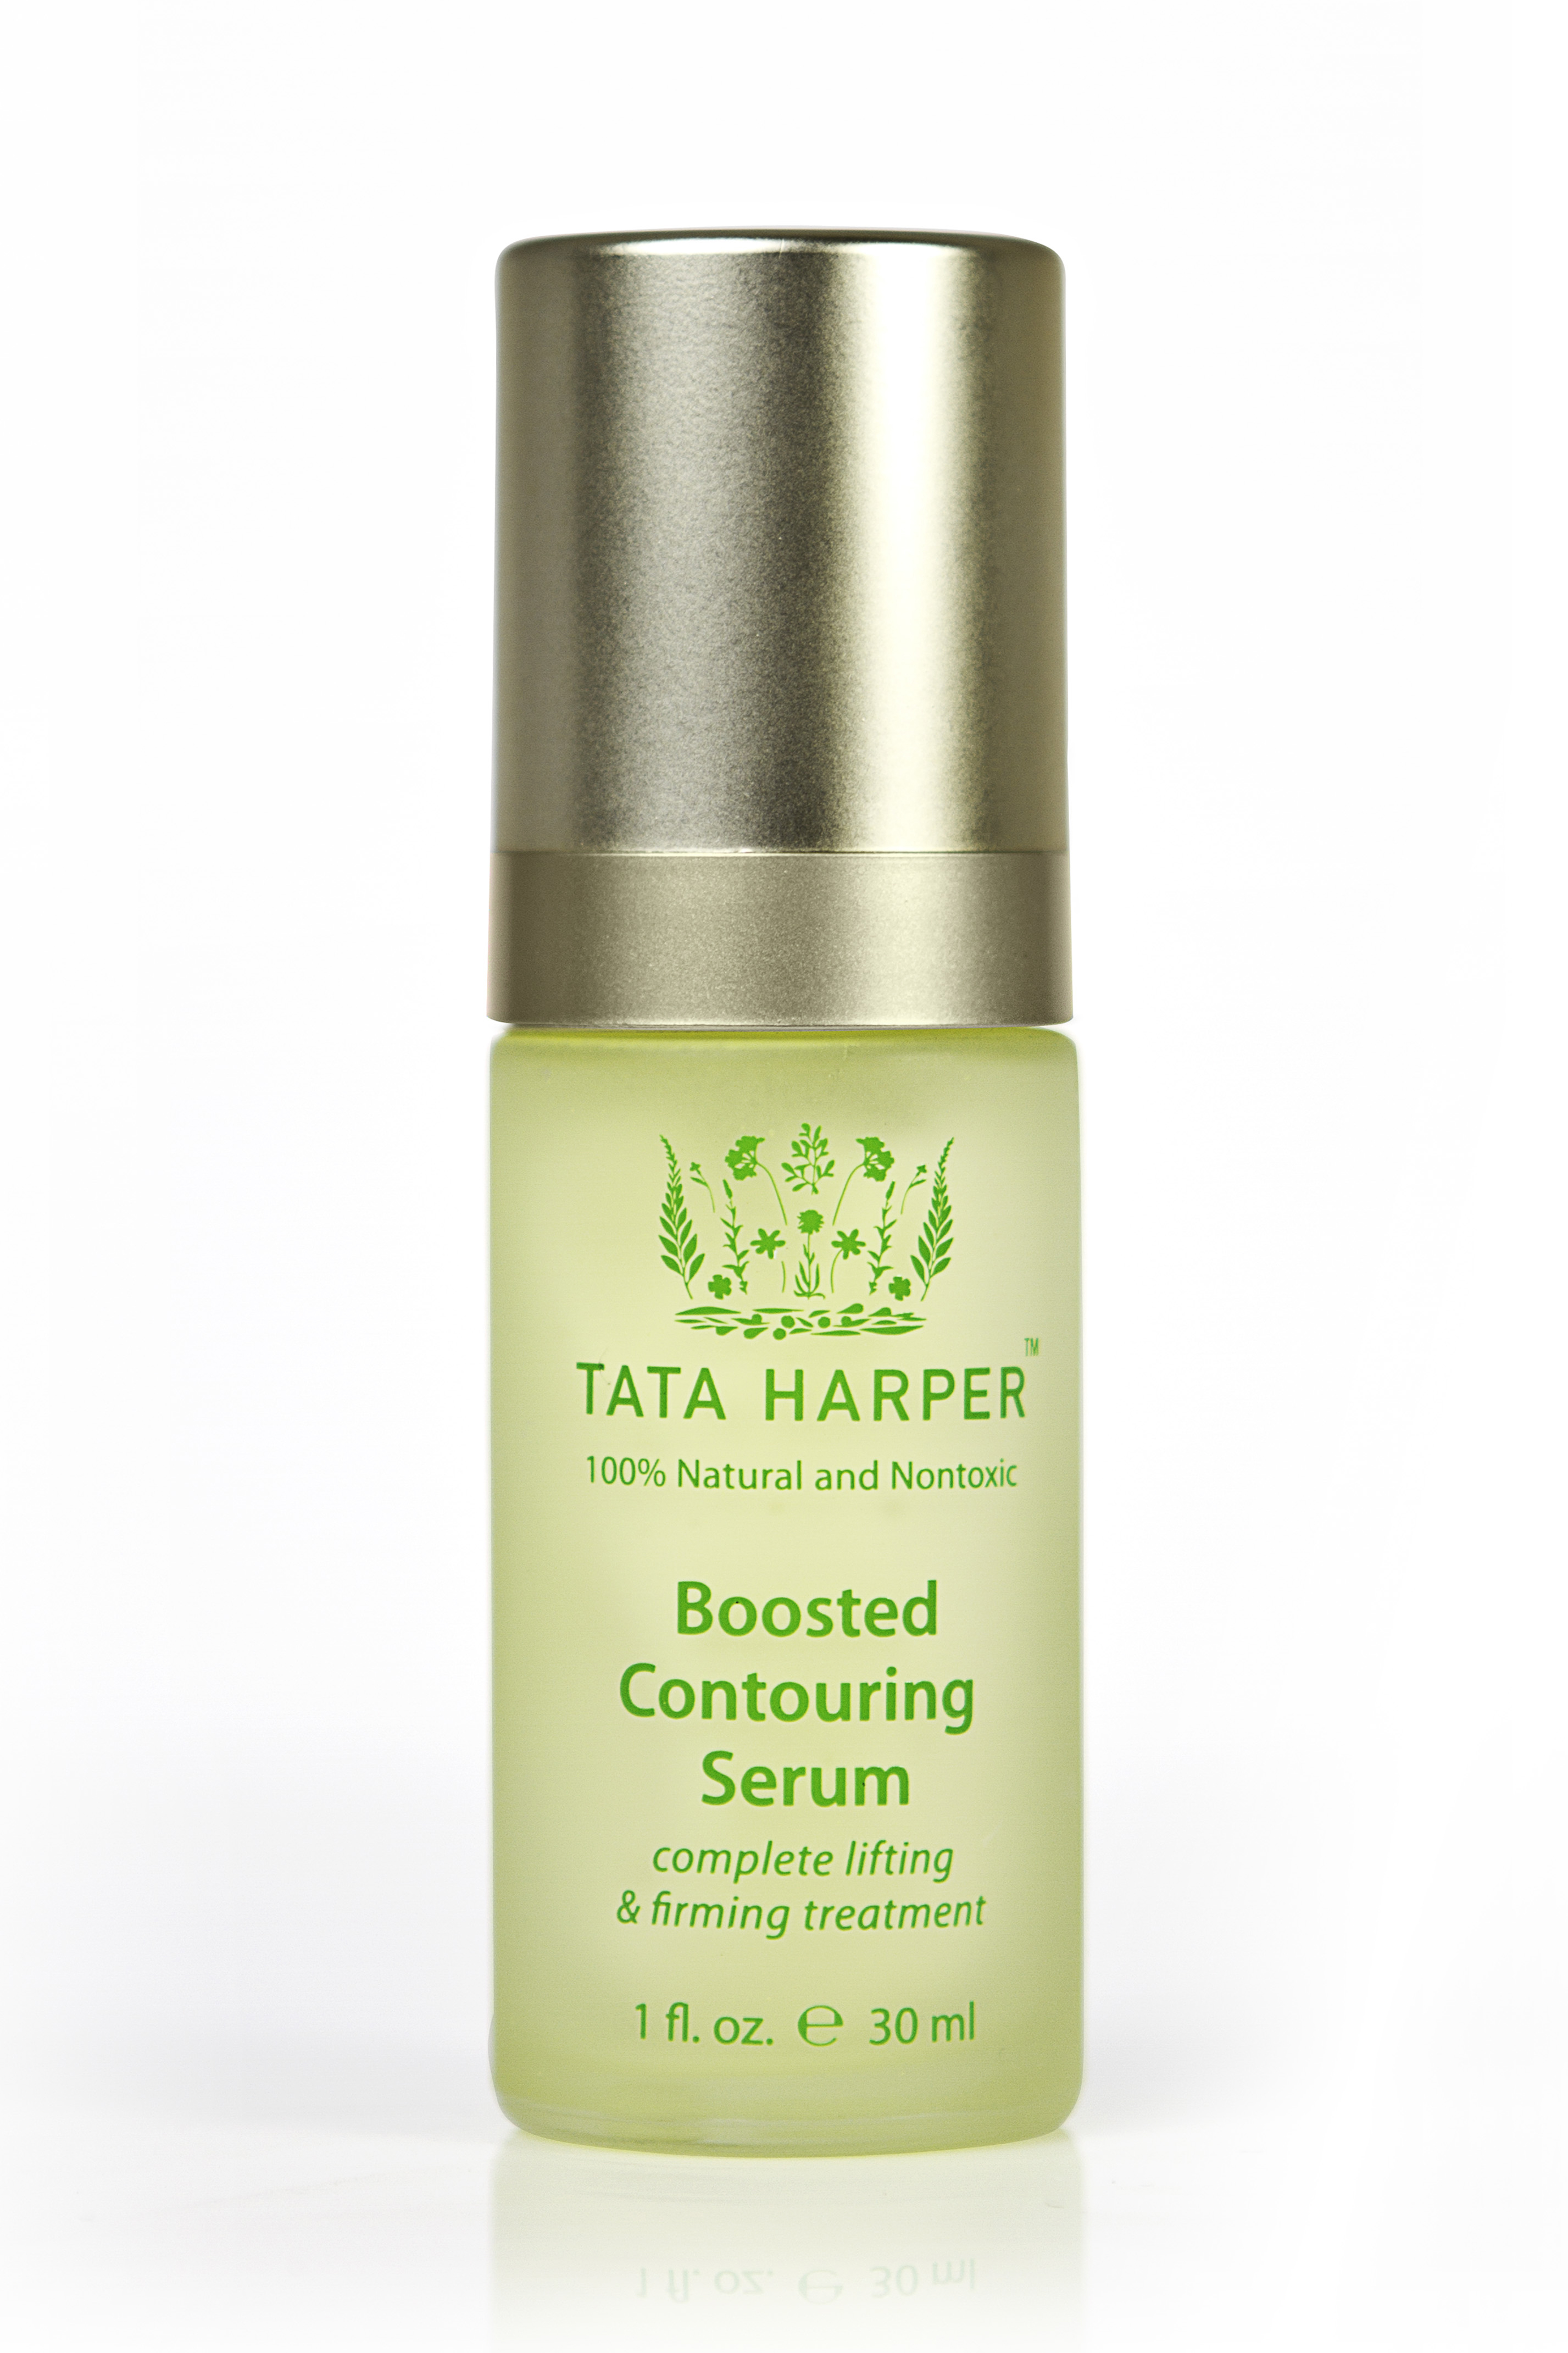 TATA HARPER™
100% Natural and Nontoxic
Boosted
Contouring
Serum
complete lifting
& firming treatment
1 fl. oz. ℮ 30 ml